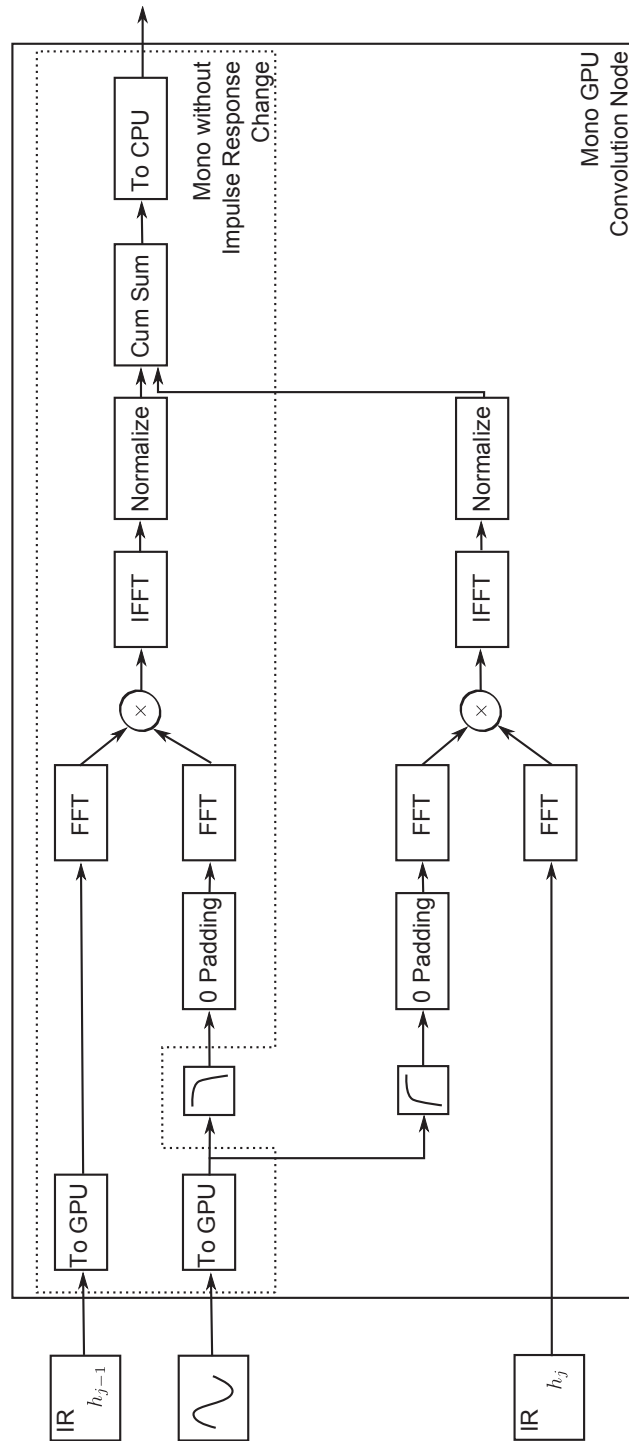 IR
h_{j-1}
To GPU
FFT
To GPU
0 Padding
FFT
×
IFFT
Normalize
Cum Sum
To CPU
Mono without
Impulse Response
Change
0 Padding
FFT
IR
h_j
FFT
×
IFFT
Normalize
Mono GPU
Convolution Node